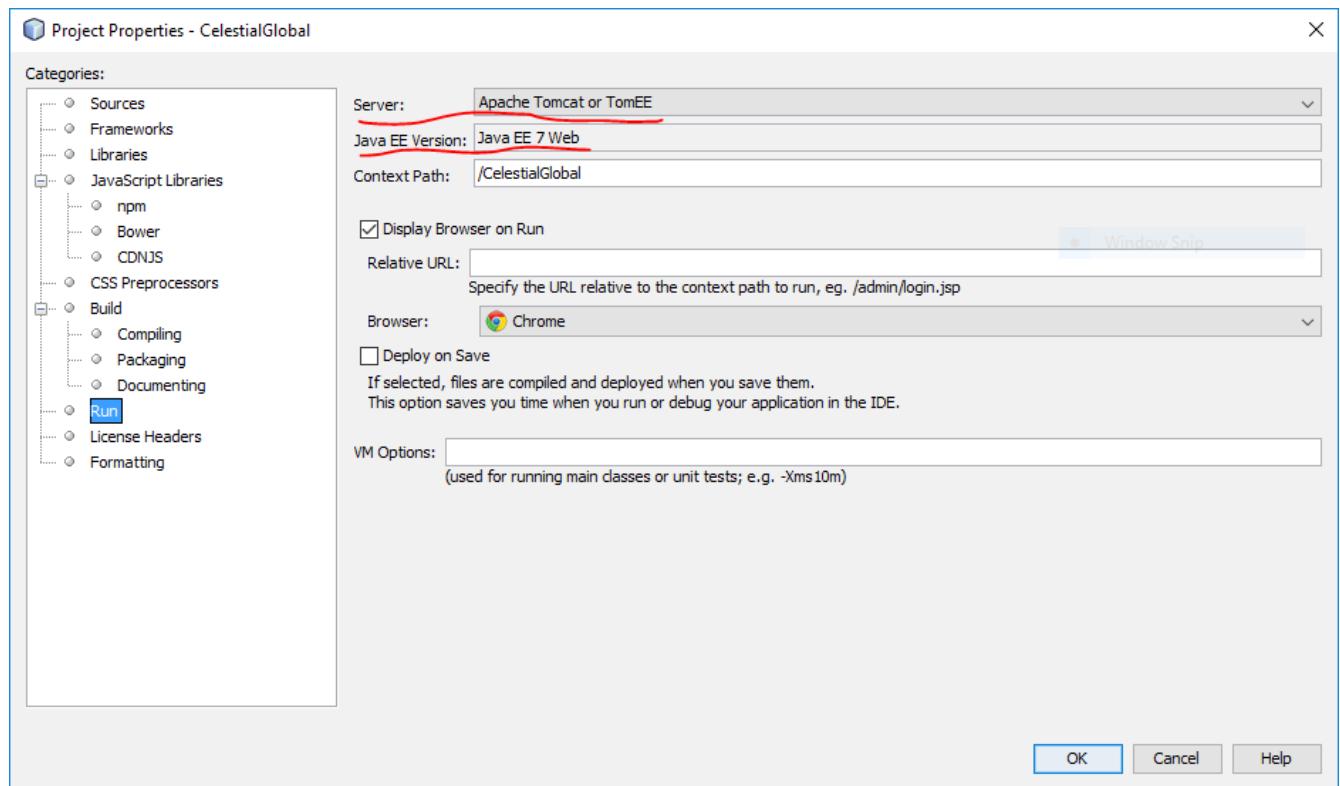 Project Properties - CelestialGlobal
Categories:
Sources
Frameworks
Libraries
JavaScript Libraries
npm
Bower
CDNJS
CSS Preprocessors
Build
Compiling
Packaging
Documenting
Run
License Headers
Formatting
Server: Apache Tomcat or TomEE
Java EE Version: Java EE 7 Web
Context Path: /CelestialGlobal
Display Browser on Run
Window Snip
Relative URL:
Specify the URL relative to the context path to run, eg. /admin/login.jsp
Browser: Chrome
Deploy on Save
If selected, files are compiled and deployed when you save them.
This option saves you time when you run or debug your application in the IDE.
VM Options:
(used for running main classes or unit tests; e.g. -Xms10m)
OK Cancel Help